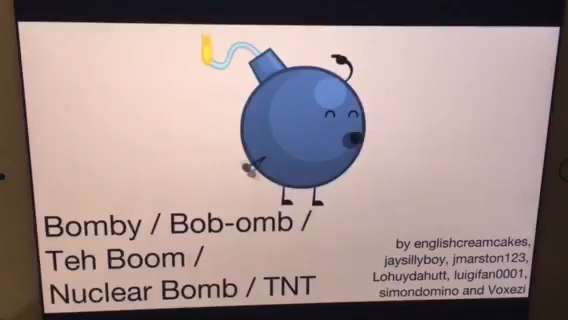 Bomby / Bob-omb /
Teh Boom /
Nuclear Bomb / TNT
by englishcreamcakes,
jaysillyboy, jmarston123,
Lohuydahutt, luigifan0001,
simondomino and Voxezi